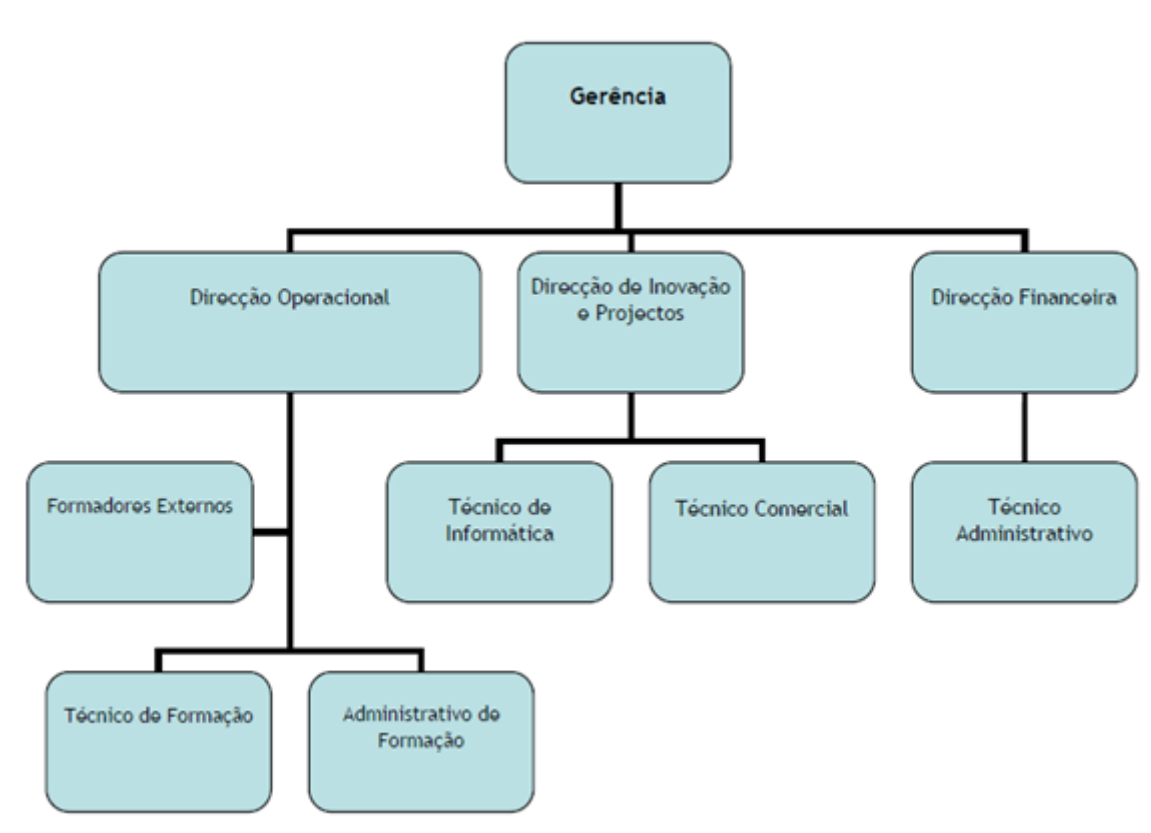 Gerência
Direcção Operacional
Direcção de Inovação
e Projectos
Direcção Financeira
Formadores Externos
Técnico de
Informática
Técnico Comercial
Técnico
Administrativo
Técnico de Formação
Administrativo de
Formação